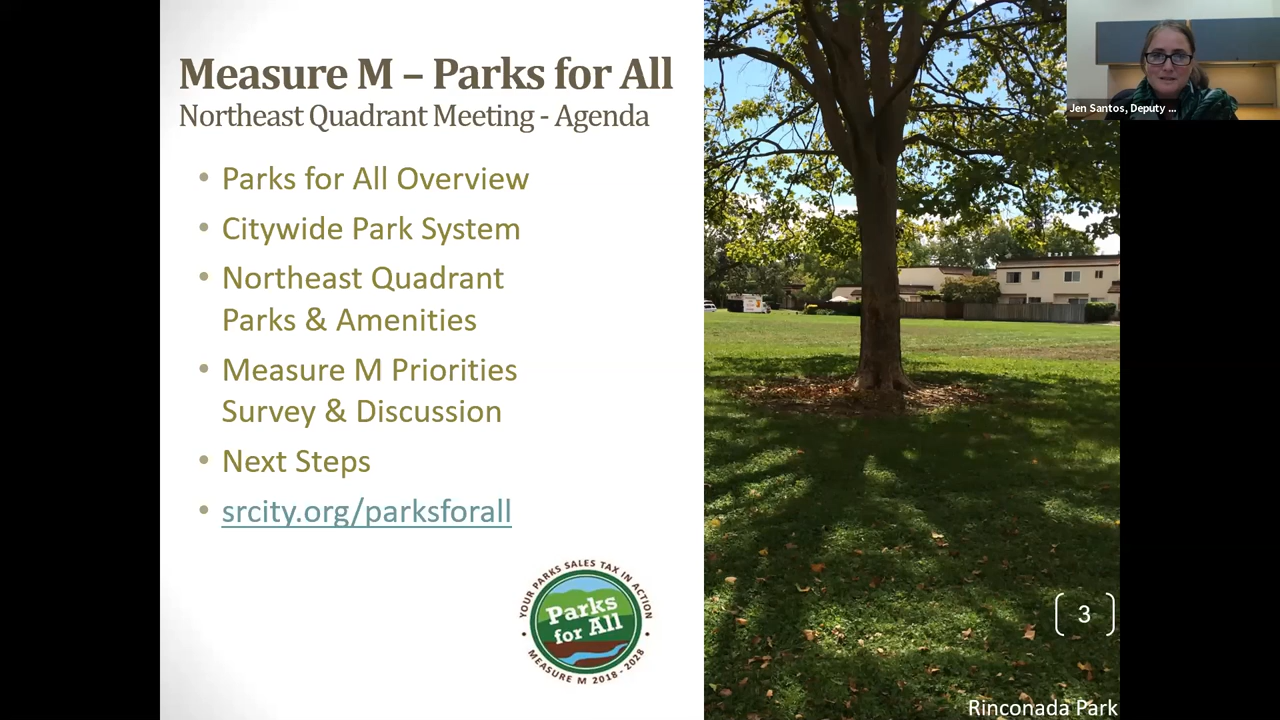 Measure M – Parks for All
Northeast Quadrant Meeting - Agenda
• Parks for All Overview
• Citywide Park System
• Northeast Quadrant
Parks & Amenities
• Measure M Priorities
Survey & Discussion
• Next Steps
• srcity.org/parksforall
YOUR PARKS SALES TAX IN ACTION
Parks
for All
• MEASURE M 2018 - 2028 •
Jen Santos, Deputy ...
3
Rinconada Park